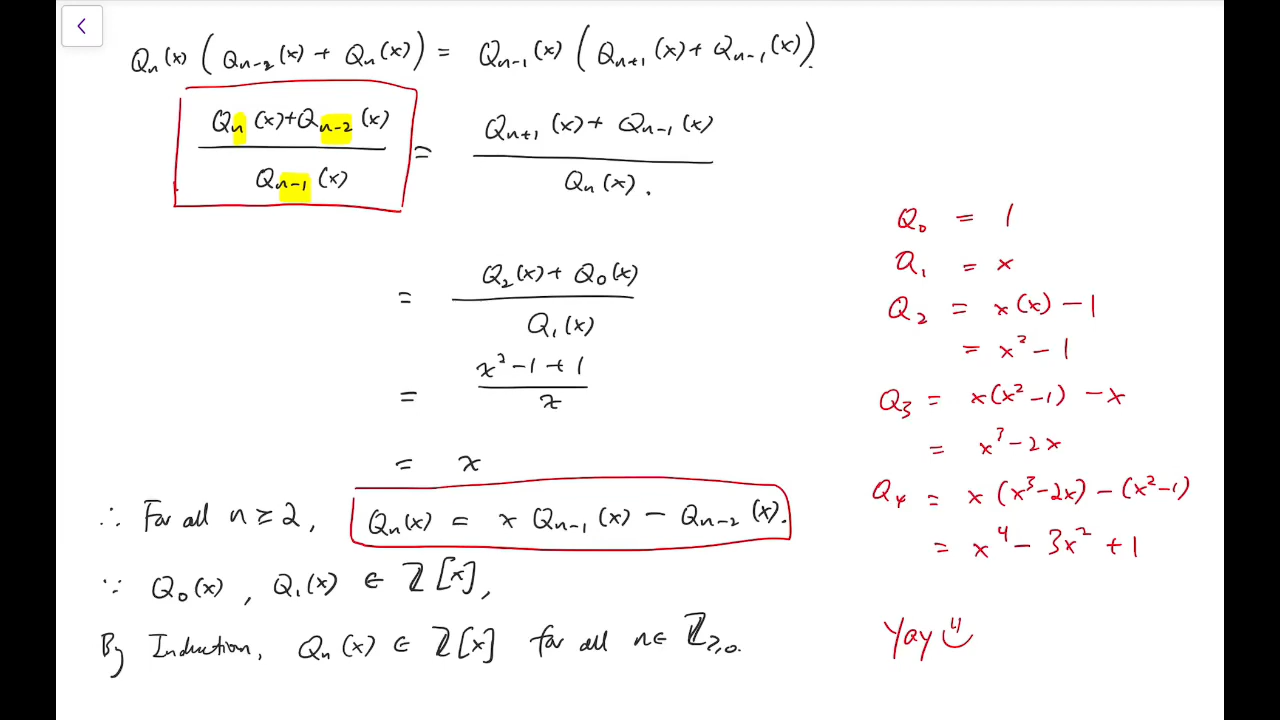 Qₙ(x) (Qₙ₋₂(x) + Qₙ(x)) = Qₙ₋₁(x) (Qₙ₊₁(x) + Qₙ₋₁(x)).
(Qₙ(x) + Qₙ₋₂(x)) / Qₙ₋₁(x) = (Qₙ₊₁(x) + Qₙ₋₁(x)) / Qₙ(x).
= (Q₂(x) + Q₀(x)) / Q₁(x)
= (x² - 1 + 1) / x
= x
∴ For all n ≥ 2, Qₙ(x) = x Qₙ₋₁(x) - Qₙ₋₂(x).
∵ Q₀(x), Q₁(x) ∈ ℤ[x],
By Induction, Qₙ(x) ∈ ℤ[x] for all n ∈ ℤ≥0.
Q₀ = 1
Q₁ = x
Q₂ = x(x) - 1
= x² - 1
Q₃ = x(x² - 1) - x
= x³ - 2x
Q₄ = x(x³ - 2x) - (x² - 1)
= x⁴ - 3x² + 1
Yay